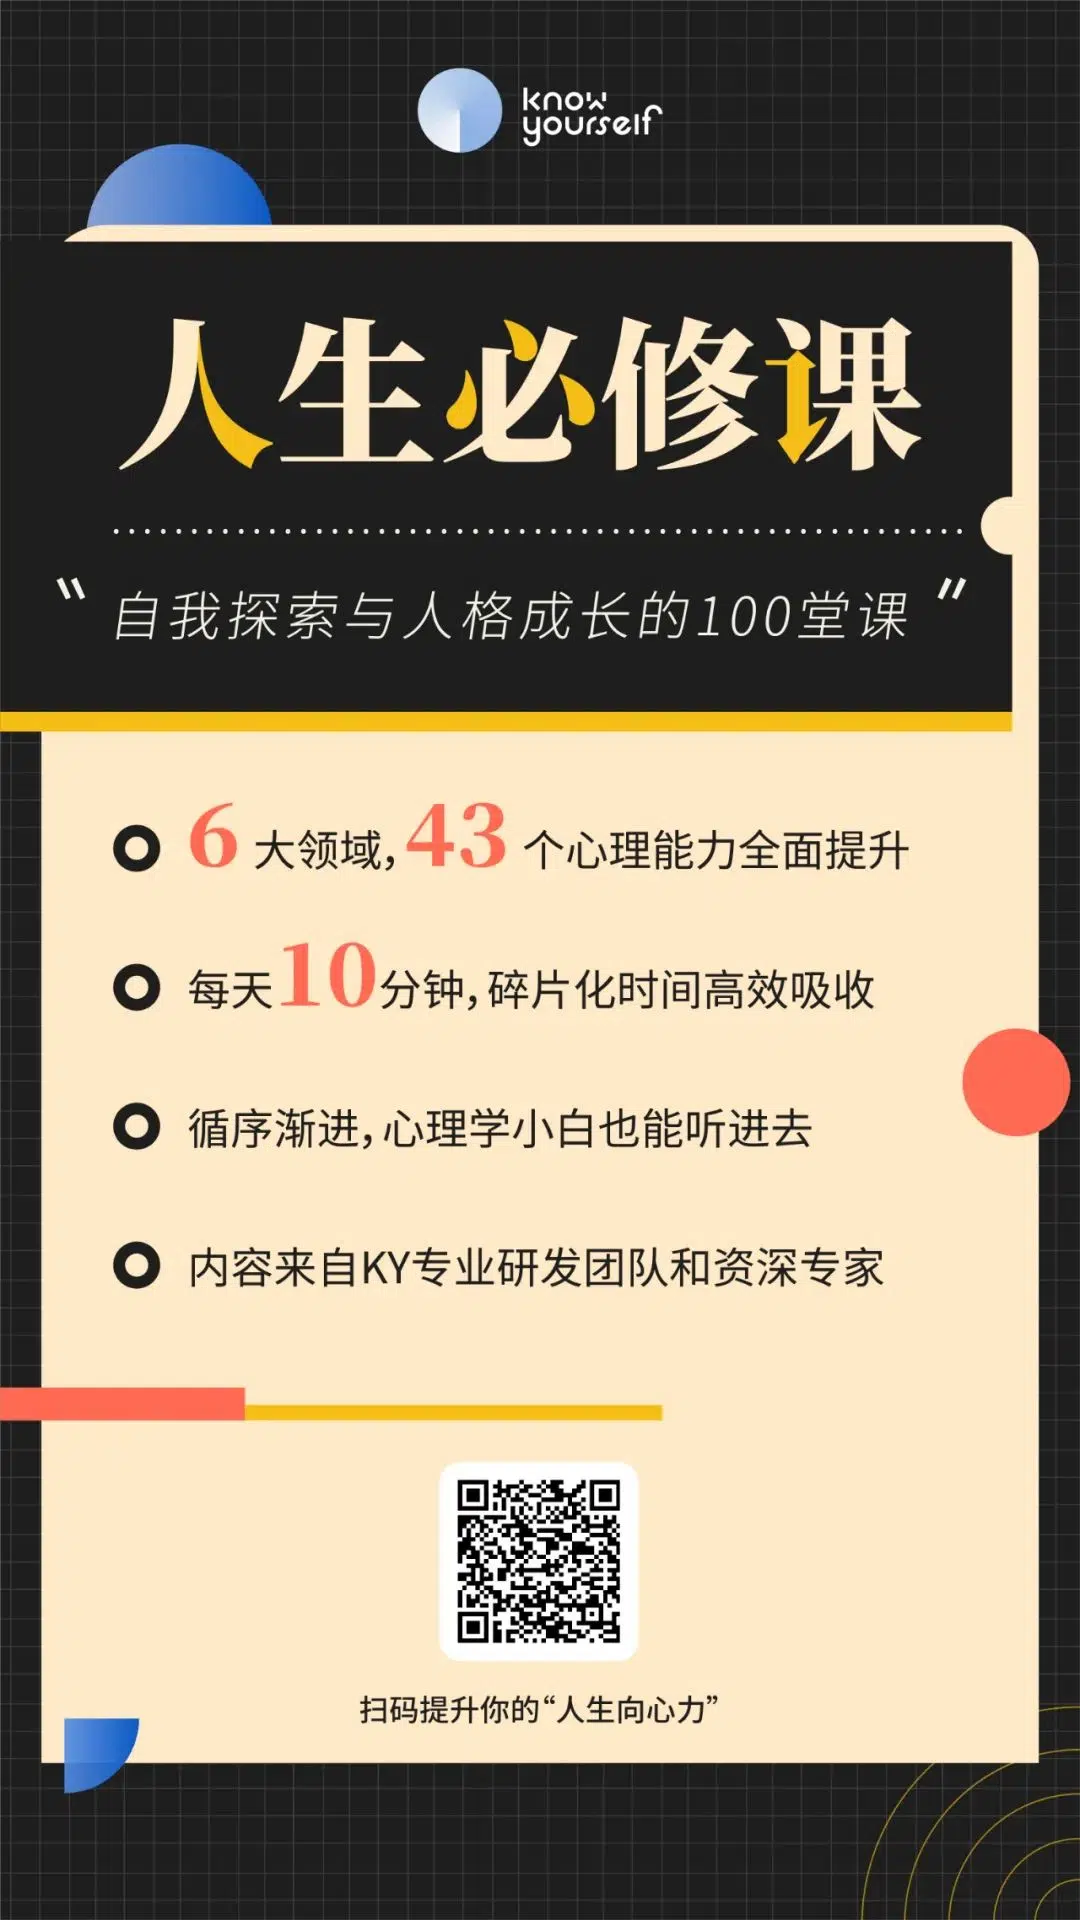 know
yourself
人生必修课
“自我探索与人格成长的100堂课”
6大领域,43个心理能力全面提升
每天10分钟,碎片化时间高效吸收
循序渐进,心理学小白也能听进去
内容来自KY专业研发团队和资深专家
扫码提升你的“人生向心力”